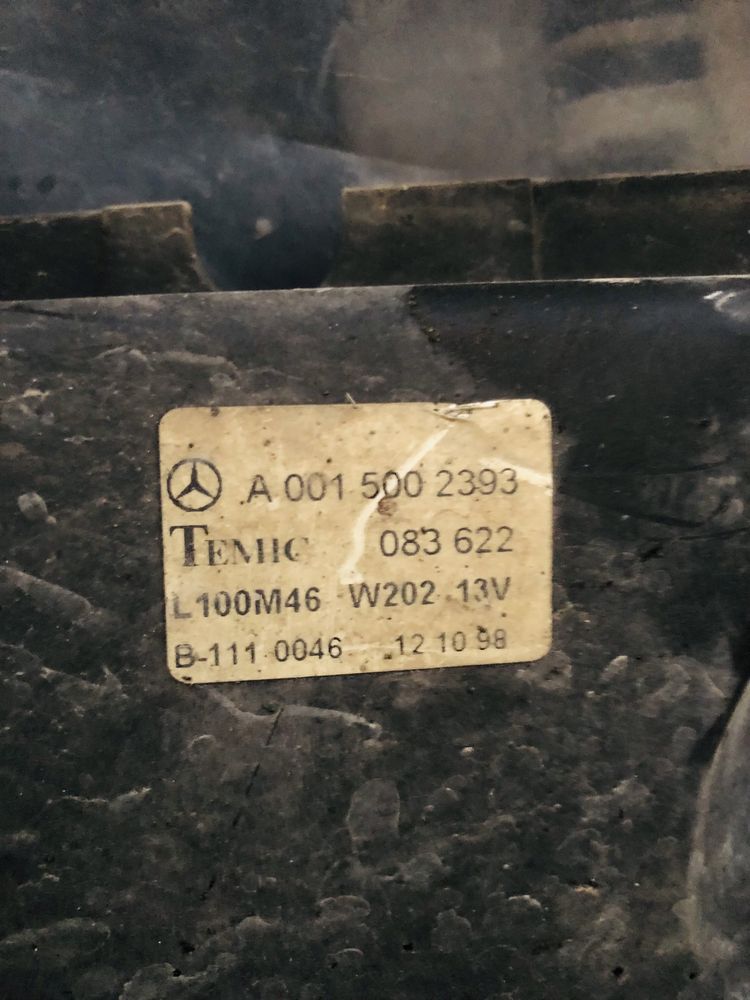 A 001 500 2393
TEMIC 083 622
L100M46 W202 13V
B-111 0046 12 10 98